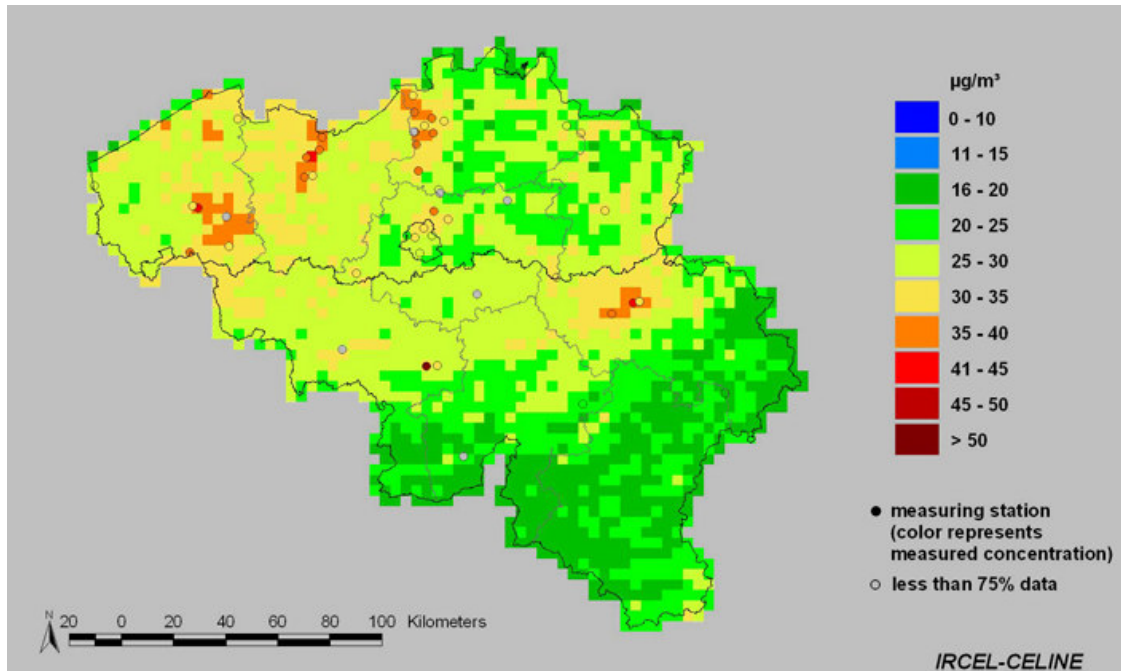 µg/m³
0 - 10
11 - 15
16 - 20
20 - 25
25 - 30
30 - 35
35 - 40
41 - 45
45 - 50
> 50
measuring station
(color represents
measured concentration)
less than 75% data
N
20 0 20 40 60 80 100 Kilometers
IRCEL-CELINE